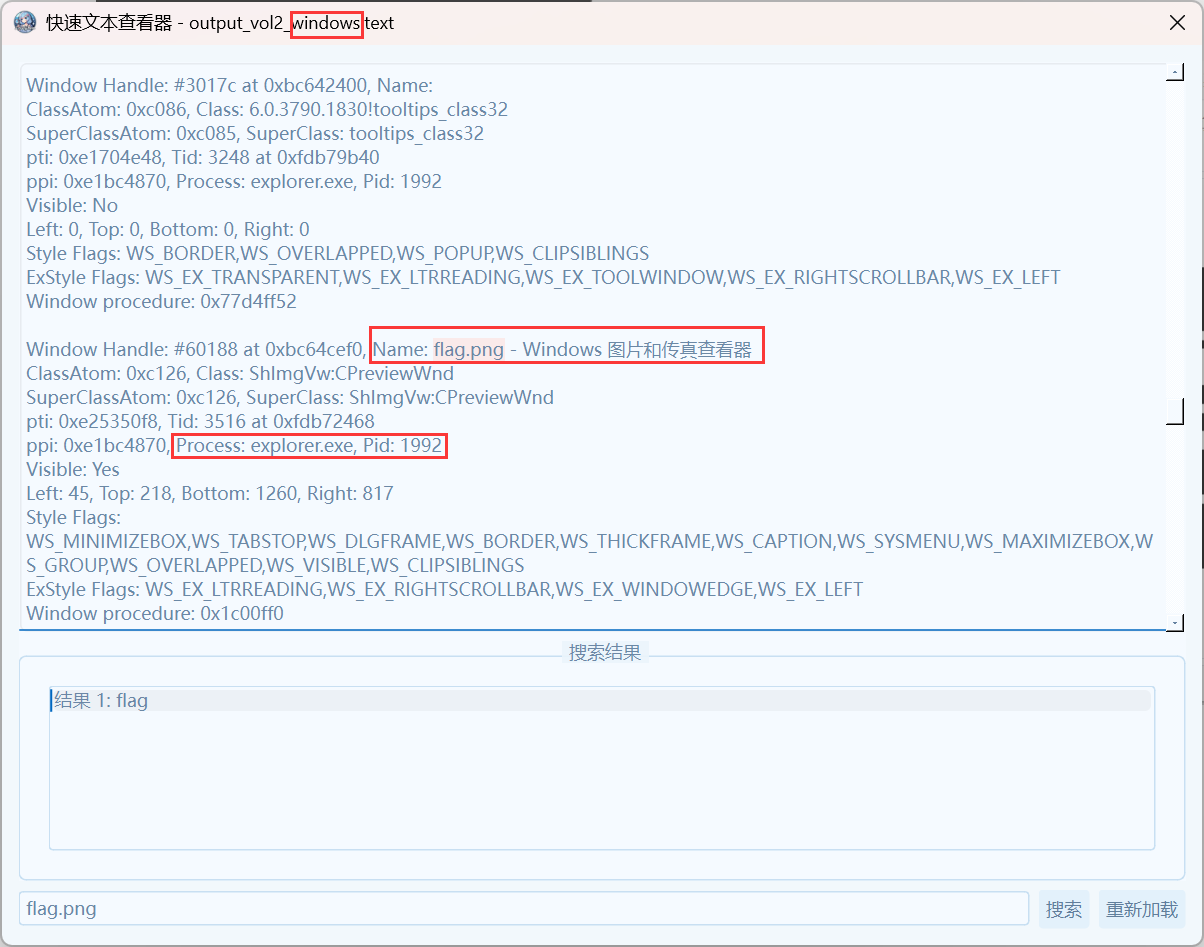 快速文本查看器 - output_vol2_windows.text
Window Handle: #3017c at 0xbc642400, Name:
ClassAtom: 0xc086, Class: 6.0.3790.1830!tooltips_class32
SuperClassAtom: 0xc085, SuperClass: tooltips_class32
pti: 0xe1704e48, Tid: 3248 at 0xfdb79b40
ppi: 0xe1bc4870, Process: explorer.exe, Pid: 1992
Visible: No
Left: 0, Top: 0, Bottom: 0, Right: 0
Style Flags: WS_BORDER,WS_OVERLAPPED,WS_POPUP,WS_CLIPSIBLINGS
ExStyle Flags: WS_EX_TRANSPARENT,WS_EX_LTRREADING,WS_EX_TOOLWINDOW,WS_EX_RIGHTSCROLLBAR,WS_EX_LEFT
Window procedure: 0x77d4ff52
Window Handle: #60188 at 0xbc64cef0, Name: flag.png - Windows 图片和传真查看器
ClassAtom: 0xc126, Class: ShImgVw:CPreviewWnd
SuperClassAtom: 0xc126, SuperClass: ShImgVw:CPreviewWnd
pti: 0xe25350f8, Tid: 3516 at 0xfdb72468
ppi: 0xe1bc4870, Process: explorer.exe, Pid: 1992
Visible: Yes
Left: 45, Top: 218, Bottom: 1260, Right: 817
Style Flags:
WS_MINIMIZEBOX,WS_TABSTOP,WS_DLGFRAME,WS_BORDER,WS_THICKFRAME,WS_CAPTION,WS_SYSMENU,WS_MAXIMIZEBOX,W
S_GROUP,WS_OVERLAPPED,WS_VISIBLE,WS_CLIPSIBLINGS
ExStyle Flags: WS_EX_LTRREADING,WS_EX_RIGHTSCROLLBAR,WS_EX_WINDOWEDGE,WS_EX_LEFT
Window procedure: 0x1c00ff0
搜索结果
结果 1: flag
flag.png
搜索
重新加载